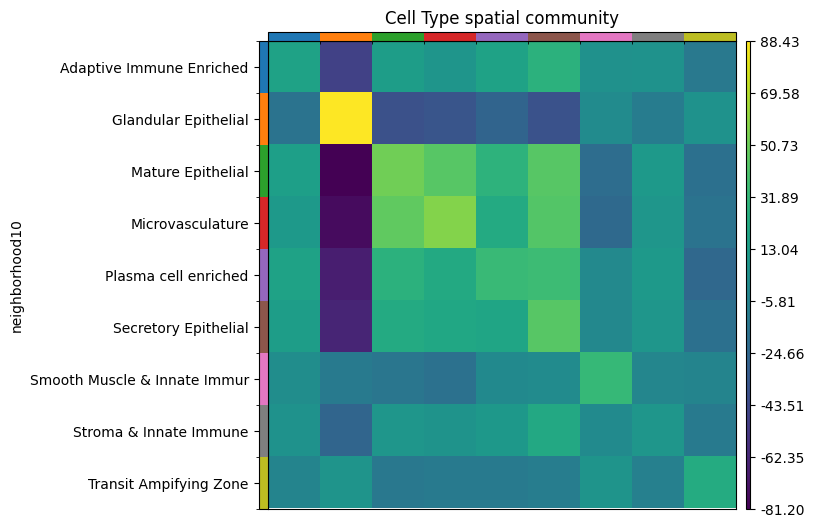 Cell Type spatial community
neighborhood10
Adaptive Immune Enriched
Glandular Epithelial
Mature Epithelial
Microvasculature
Plasma cell enriched
Secretory Epithelial
Smooth Muscle & Innate Immur
Stroma & Innate Immune
Transit Ampifying Zone
88.43
69.58
50.73
31.89
13.04
-5.81
-24.66
-43.51
-62.35
-81.20